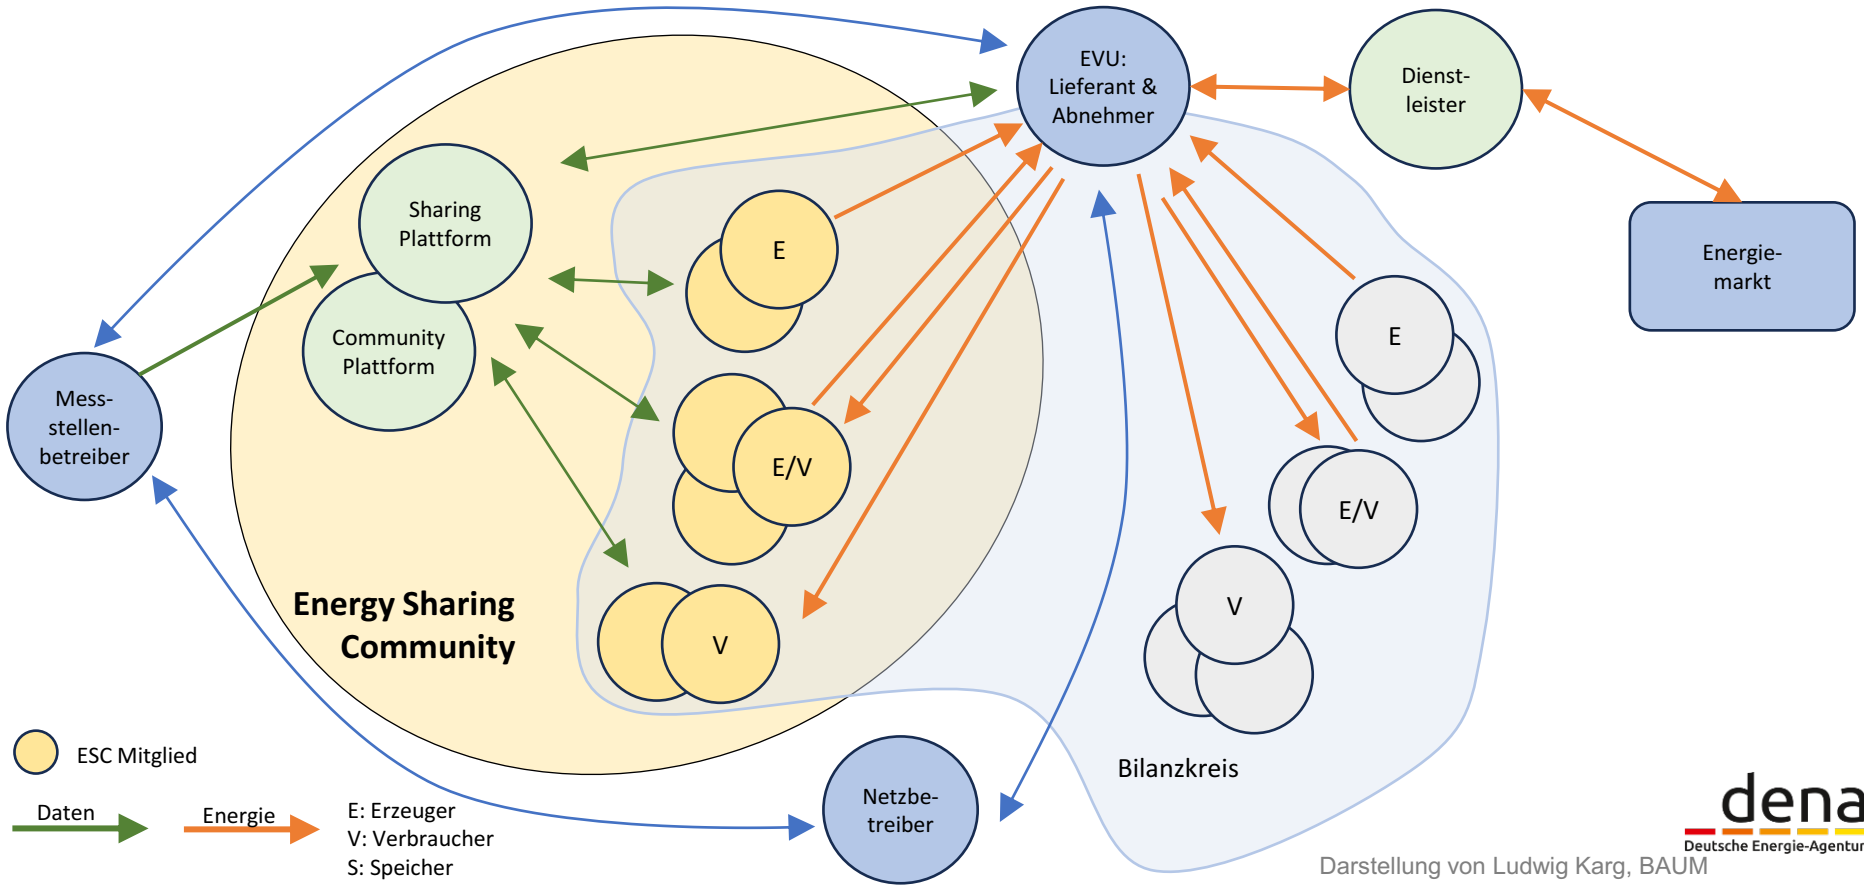 EVU:
Lieferant &
Abnehmer
Dienst-
leister
Energie-
markt
Sharing
Plattform
Community
Plattform
Mess-
stellen-
betreiber
E
E/V
V
E
E/V
V
Energy Sharing
Community
Bilanzkreis
Netzbe-
treiber
ESC Mitglied
Daten
Energie
E: Erzeuger
V: Verbraucher
S: Speicher
dena
Deutsche Energie-Agentur
Darstellung von Ludwig Karg, BAUM